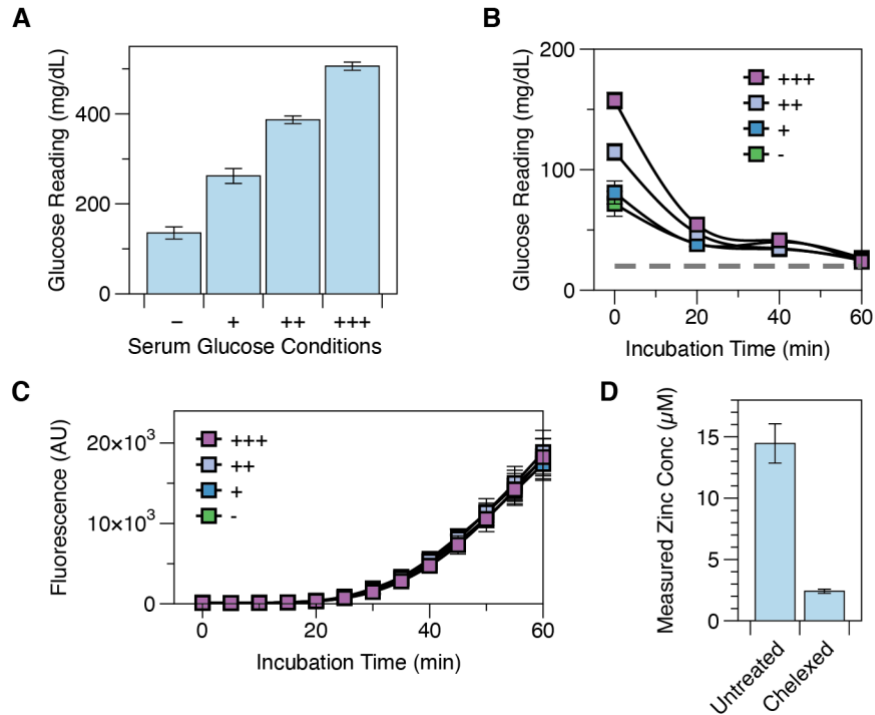 A
Glucose Reading (mg/dL)
400
200
0
− + ++ +++
Serum Glucose Conditions
B
Glucose Reading (mg/dL)
200
100
0
+++
++
+
-
0 20 40 60
Incubation Time (min)
C
Fluorescence (AU)
20×10³
10×10³
0
+++
++
+
-
0 20 40 60
Incubation Time (min)
D
Measured Zinc Conc (µM)
15
10
5
0
Untreated
Chelexed